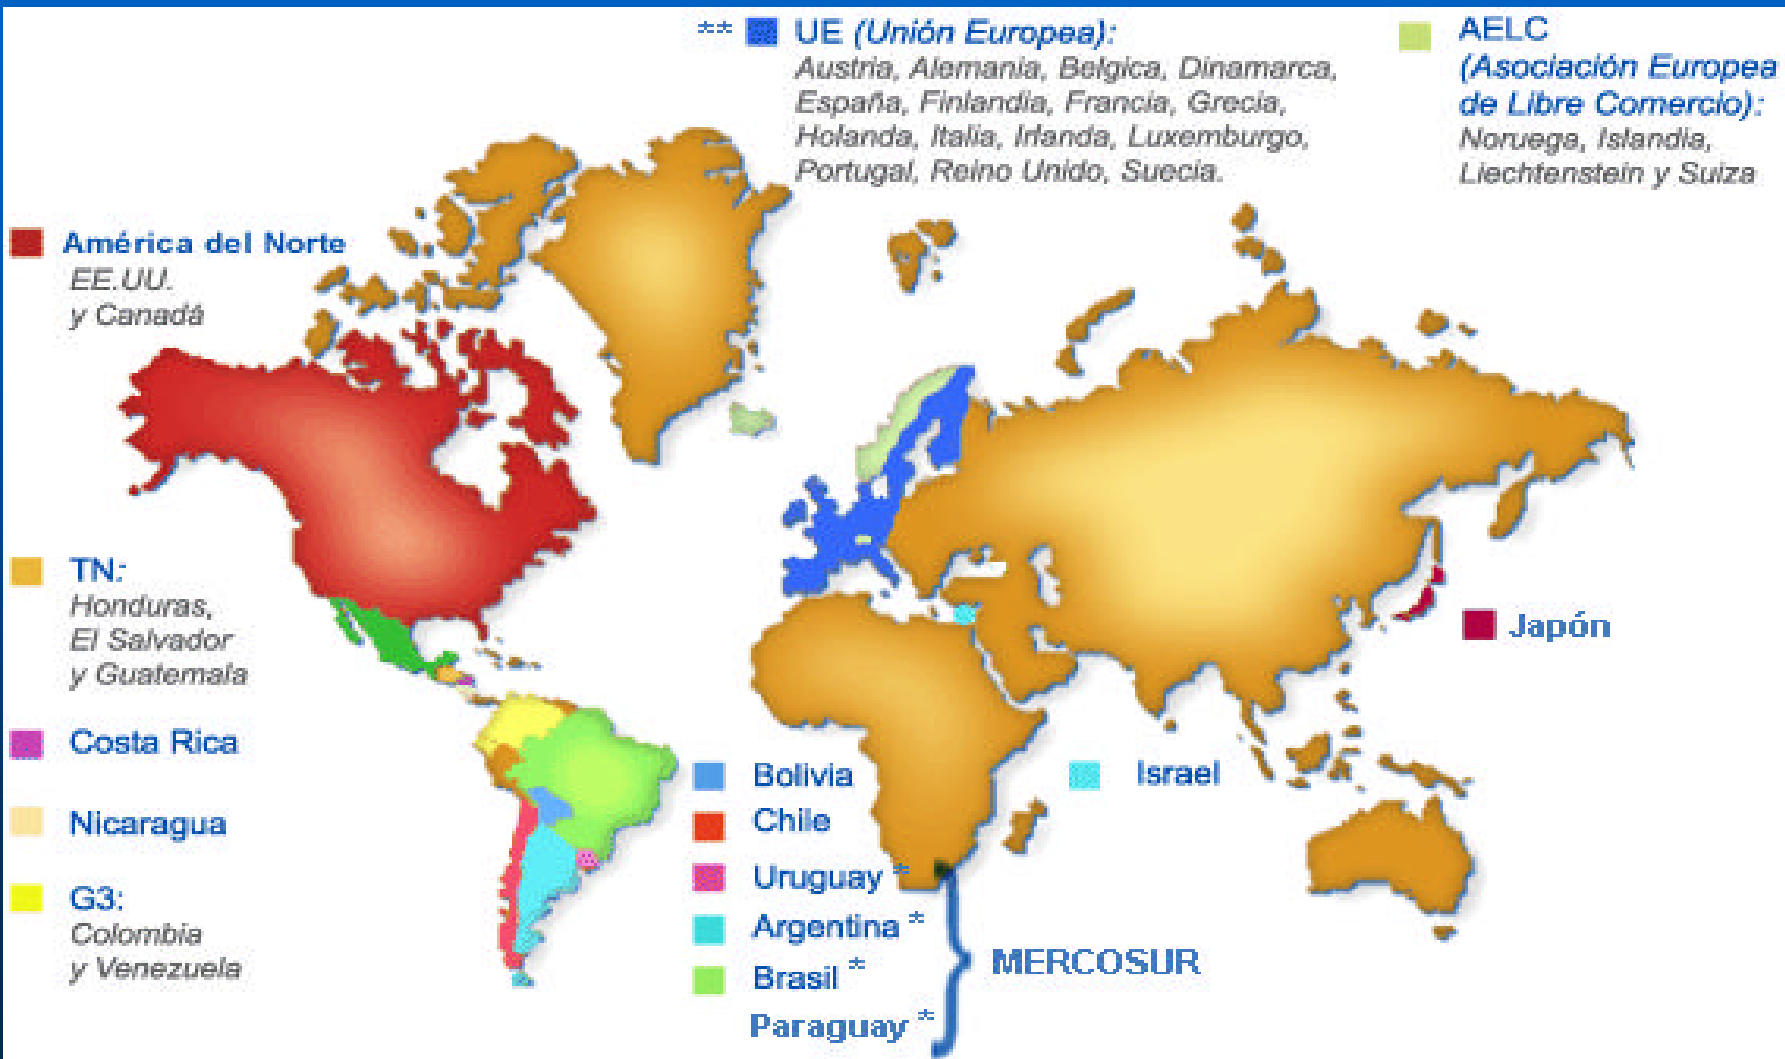 ** UE (Unión Europea):
Austria, Alemania, Belgica, Dinamarca,
España, Finlandia, Francia, Grecia,
Holanda, Italia, Irlanda, Luxemburgo,
Portugal, Reino Unido, Suecia.
AELC
(Asociación Europea
de Libre Comercio):
Noruega, Islandia,
Liechtenstein y Suiza
América del Norte
EE.UU.
y Canadá
TN:
Honduras,
El Salvador
y Guatemala
Japón
Costa Rica
Nicaragua
G3:
Colombia
y Venezuela
Bolivia
Chile
Uruguay *
Argentina *
Brasil *
Paraguay *
MERCOSUR
Israel